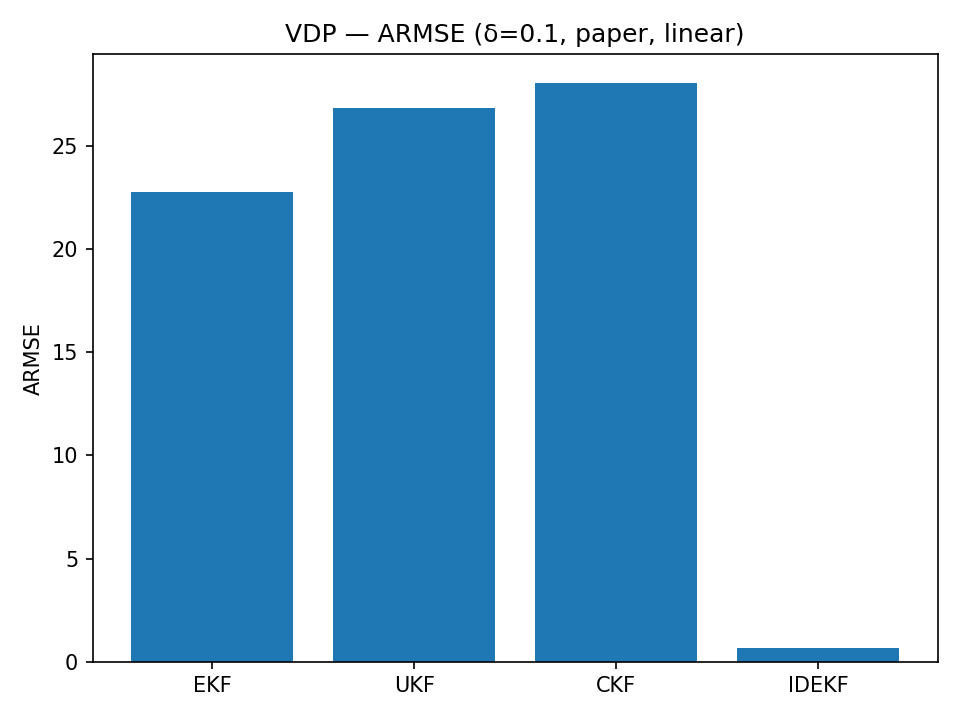 VDP — ARMSE (δ=0.1, paper, linear)
25
20
15
10
5
0
ARMSE
EKF UKF CKF IDEKF